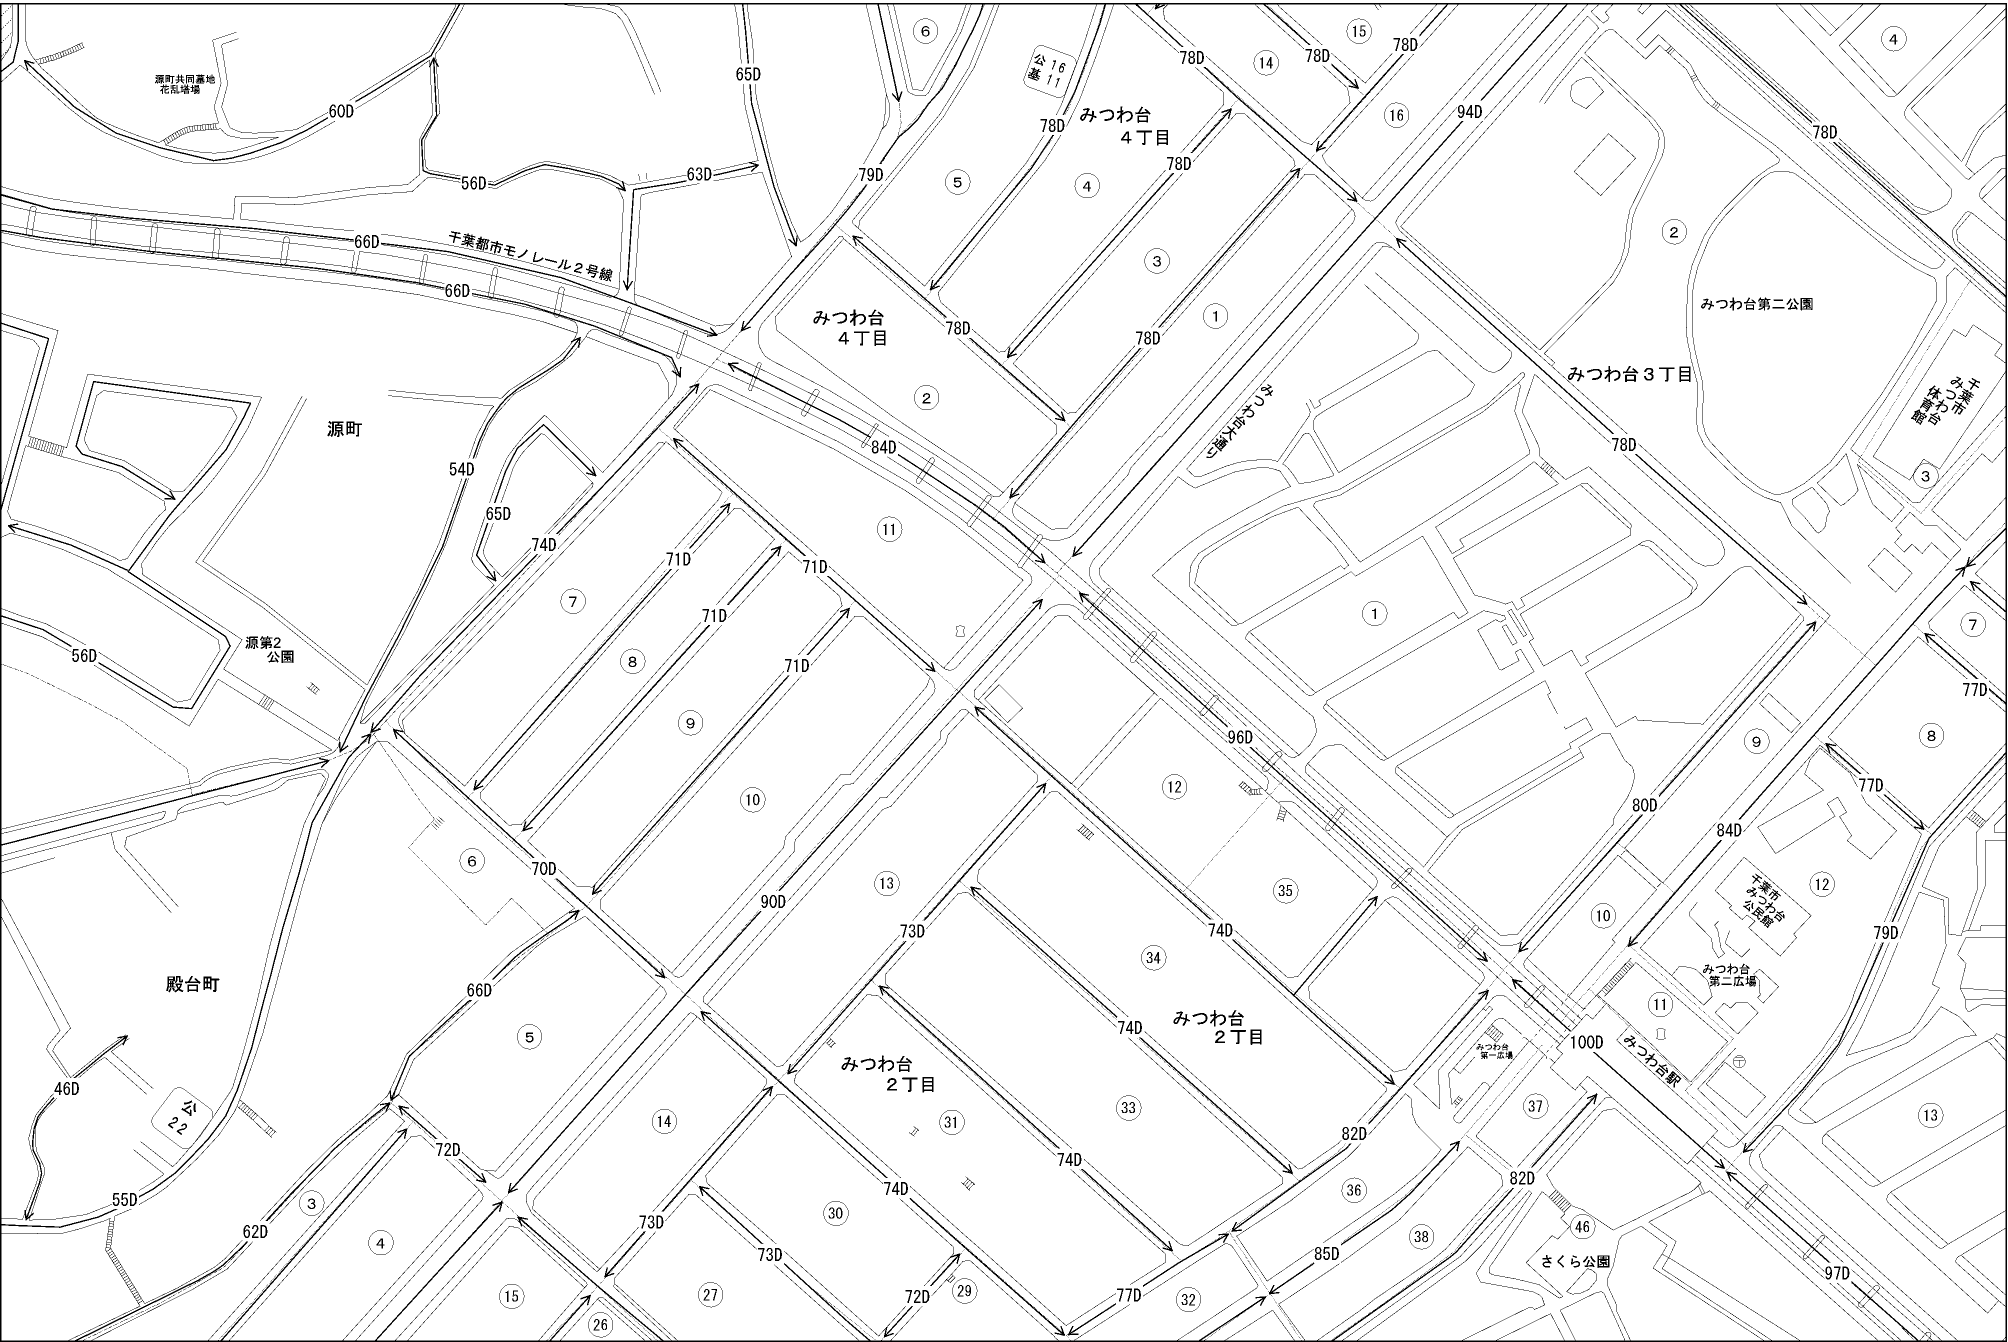 ⑥
⑮
④
公 16
基 11
78D
78D
78D
⑭
源町共同墓地
花乱塔場
65D
60D
みつわ台
４丁目
94D
⑯
78D
78D
78D
56D
63D
79D
⑤
④
②
66D
千葉都市モノレール２号線
66D
③
①
みつわ台第二公園
みつわ台
４丁目
78D
78D
みつわ台３丁目
千葉市
みつわ台
体育館
②
みつわ台大通り
源町
84D
78D
54D
③
65D
⑪
74D
71D
71D
⑦
71D
①
⑦
源第2
公園
56D
⑧
71D
77D
⑨
96D
⑨
⑧
⑫
77D
⑩
80D
84D
⑥
70D
⑬
⑫
90D
㉟
千葉市
みつわ台
公民館
⑩
73D
74D
79D
㉞
みつわ台
第二広場
殿台町
66D
⑪
みつわ台
２丁目
74D
⑤
100D
みつわ台駅
みつわ台
第一広場
〒
みつわ台
２丁目
46D
公
22
㉝
㊲
⑬
⑭
㉛
82D
72D
74D
82D
㊱
74D
55D
③
㉚
73D
62D
㊻
④
㊳
73D
85D
さくら公園
97D
⑮
㉗
72D
㉙
77D
㉜
㉖